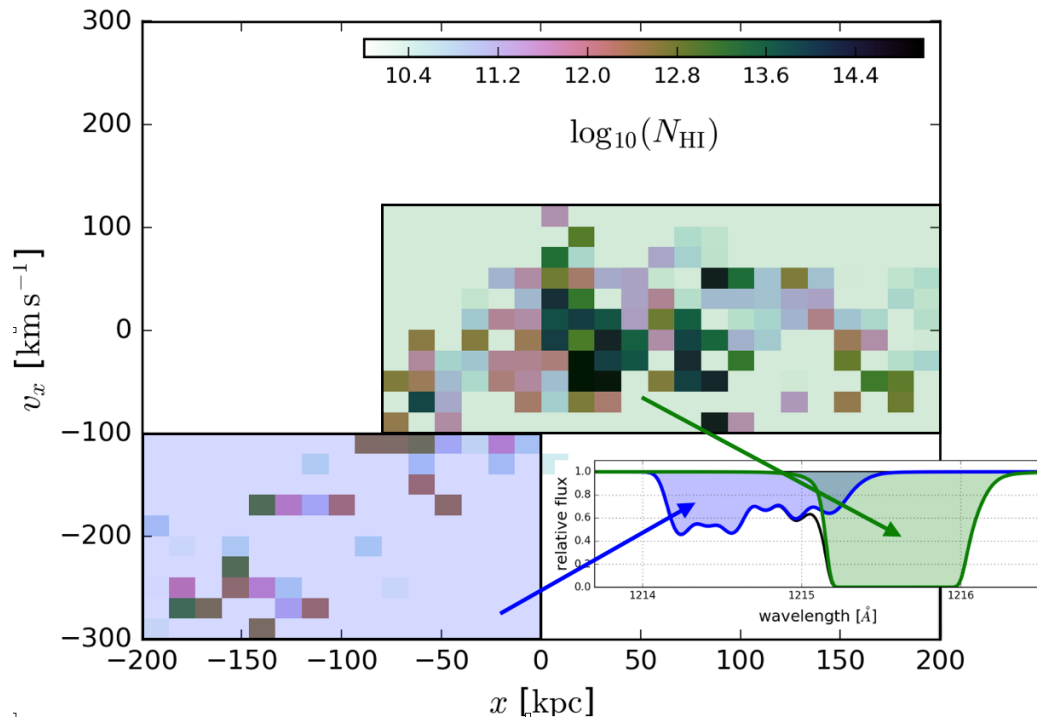 300
200
100
0
−100
−200
−300
v_x [km s⁻¹]
10.4 11.2 12.0 12.8 13.6 14.4
log₁₀(N_HI)
relative flux
1.0
0.8
0.6
0.4
0.2
0.0
1214 1215 1216
wavelength [Å]
−200 −150 −100 −50 0 50 100 150 200
x [kpc]